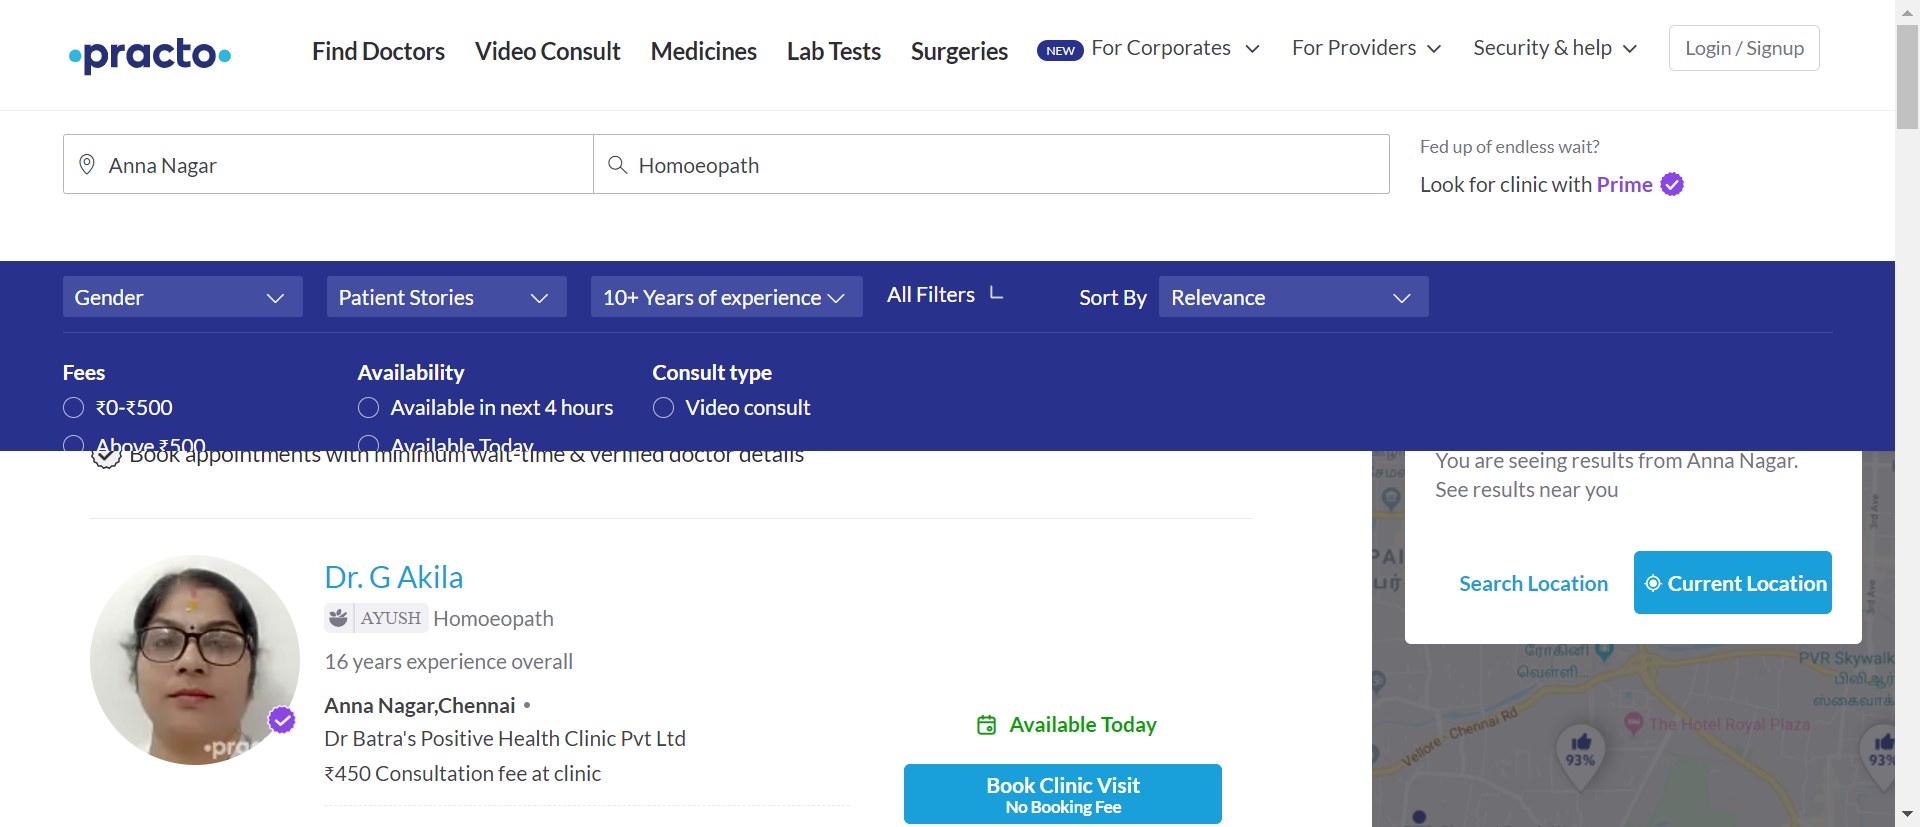 practo
Find Doctors
Video Consult
Medicines
Lab Tests
Surgeries
NEW
For Corporates
For Providers
Security & help
Login / Signup
Anna Nagar
Homoeopath
Fed up of endless wait?
Look for clinic with Prime
Gender
Patient Stories
10+ Years of experience
All Filters
Sort By
Relevance
Fees
₹0-₹500
Above ₹500
Availability
Available in next 4 hours
Available Today
Consult type
Video consult
Book appointments with minimum wait-time & verified doctor details
Dr. G Akila
AYUSH
Homoeopath
16 years experience overall
Anna Nagar,Chennai
Dr Batra's Positive Health Clinic Pvt Ltd
₹450 Consultation fee at clinic
Available Today
Book Clinic Visit
No Booking Fee
You are seeing results from Anna Nagar.
See results near you
Search Location
Current Location
3rd Ave
3rd Ave
ரோகினி
வெள்ளி...
PVR Skywalk
பிவிஆர்
ஸ்கைவாக்
Vellore - Chennai Rd
The Hotel Royal Plaza
93%
93%